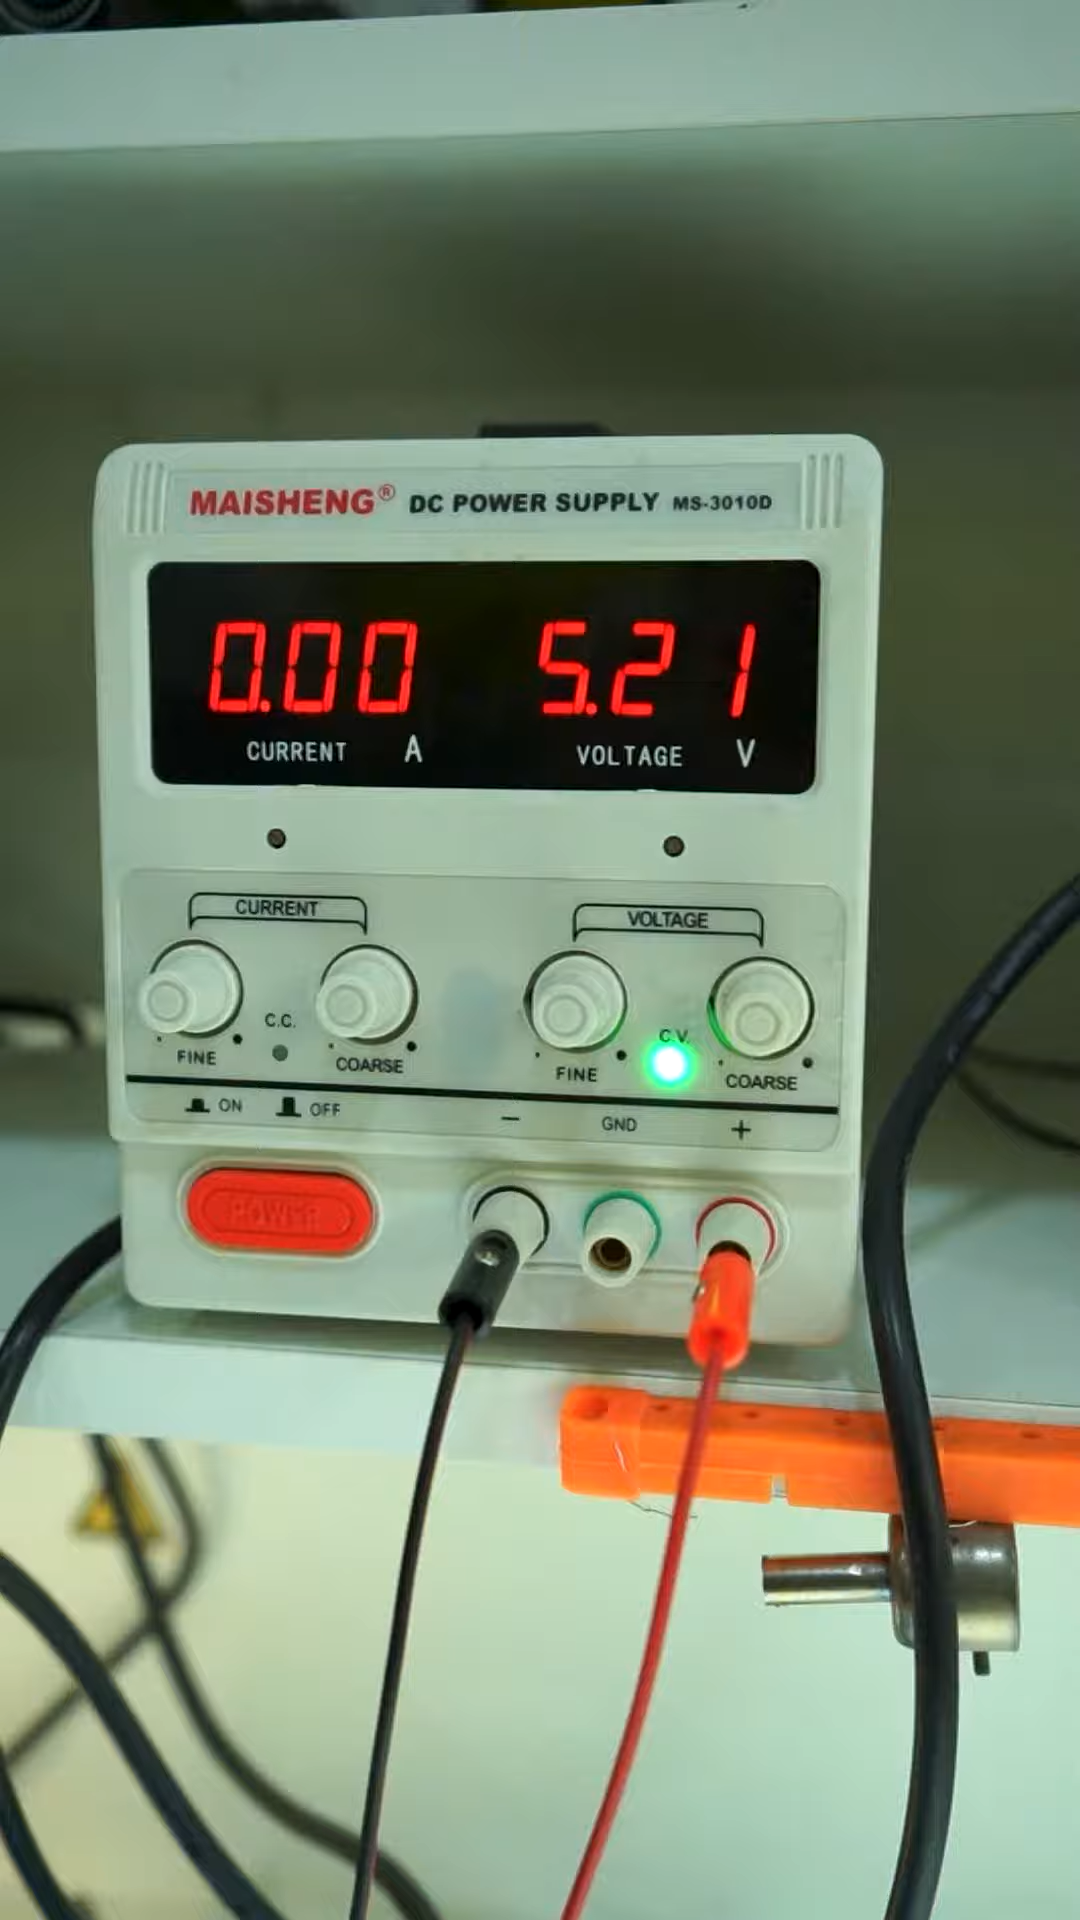 MAISHENG® DC POWER SUPPLY MS-3010D
0.00 5.21
CURRENT A VOLTAGE V
CURRENT VOLTAGE
C.C. C.V.
FINE COARSE FINE COARSE
ON OFF − GND +
POWER